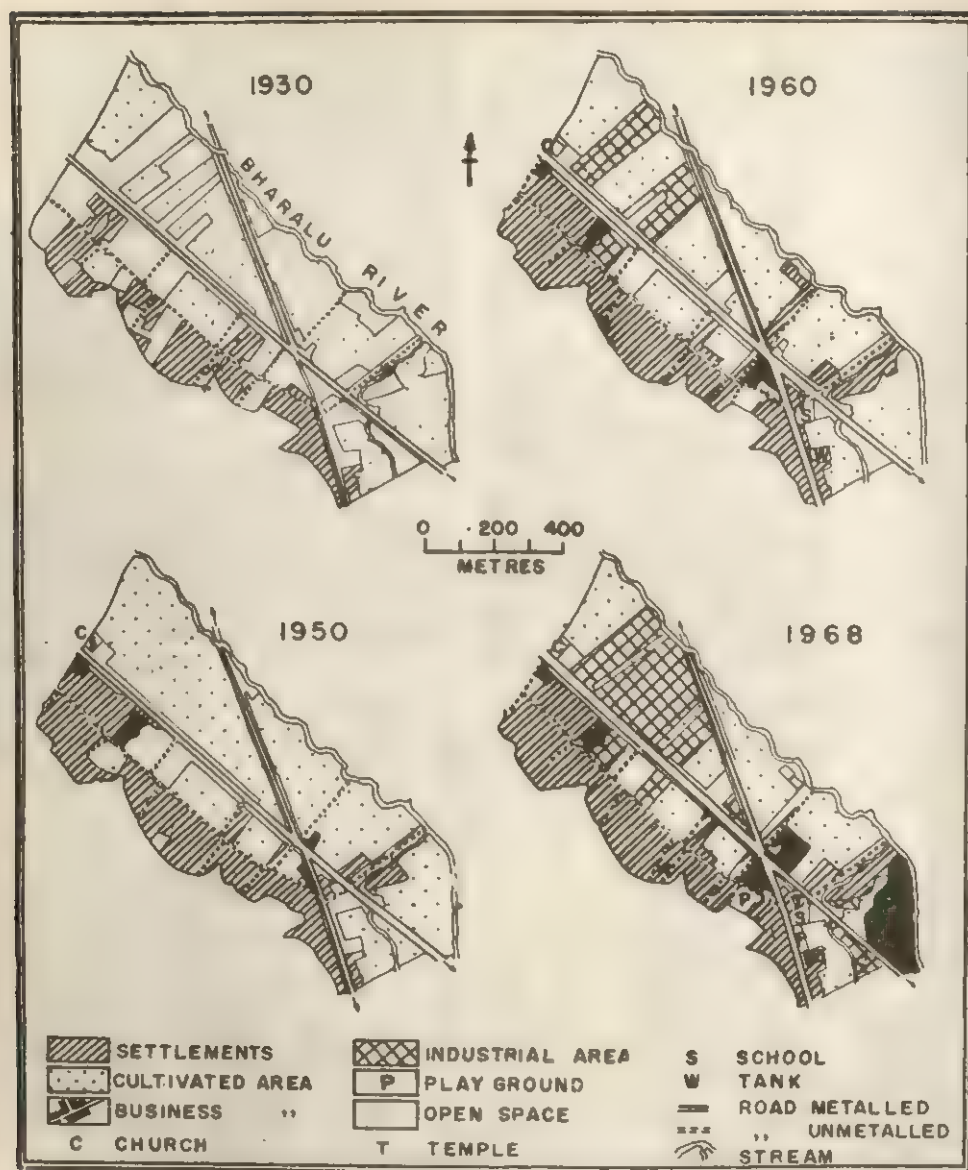 1930
1960
BHARALU
RIVER
0 200 400
METRES
1950
1968
C
C
W
P
SETTLEMENTS
CULTIVATED AREA
BUSINESS ,,
C CHURCH
INDUSTRIAL AREA
P PLAY GROUND
OPEN SPACE
T TEMPLE
S SCHOOL
W TANK
ROAD METALLED
,, UNMETALLED
STREAM